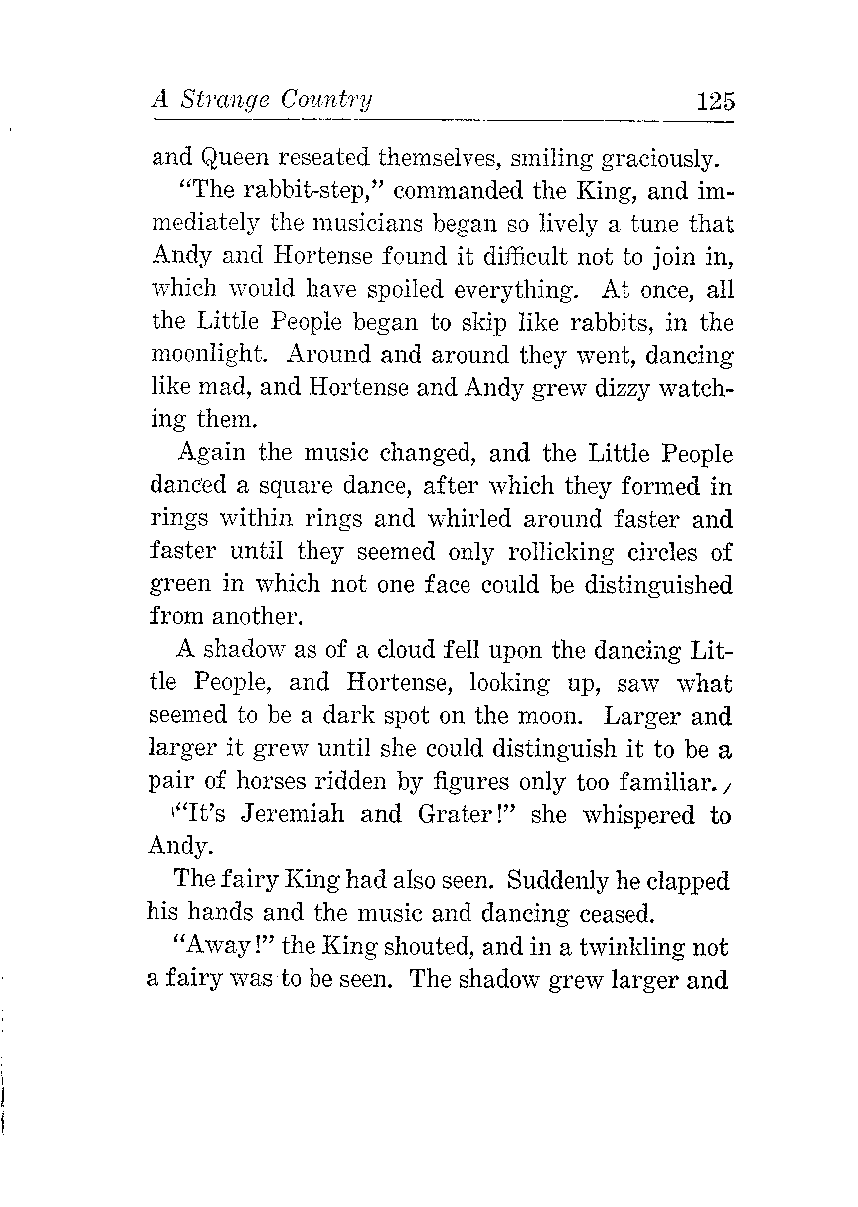 A Strange Country 125
and Queen reseated themselves, smiling graciously.
“The rabbit-step,” commanded the King, and im-
mediately the musicians began so lively a tune that
Andy and Hortense found it difficult not to join in,
which would have spoiled everything. At once, all
the Little People began to skip like rabbits, in the
moonlight. Around and around they went, dancing
like mad, and Hortense and Andy grew dizzy watch-
ing them.
Again the music changed, and the Little People
danced a square dance, after which they formed in
rings within rings and whirled around faster and
faster until they seemed only rollicking circles of
green in which not one face could be distinguished
from another.
A shadow as of a cloud fell upon the dancing Lit-
tle People, and Hortense, looking up, saw what
seemed to be a dark spot on the moon. Larger and
larger it grew until she could distinguish it to be a
pair of horses ridden by figures only too familiar.
“It’s Jeremiah and Grater!” she whispered to
Andy.
The fairy King had also seen. Suddenly he clapped
his hands and the music and dancing ceased.
“Away!” the King shouted, and in a twinkling not
a fairy was to be seen. The shadow grew larger and